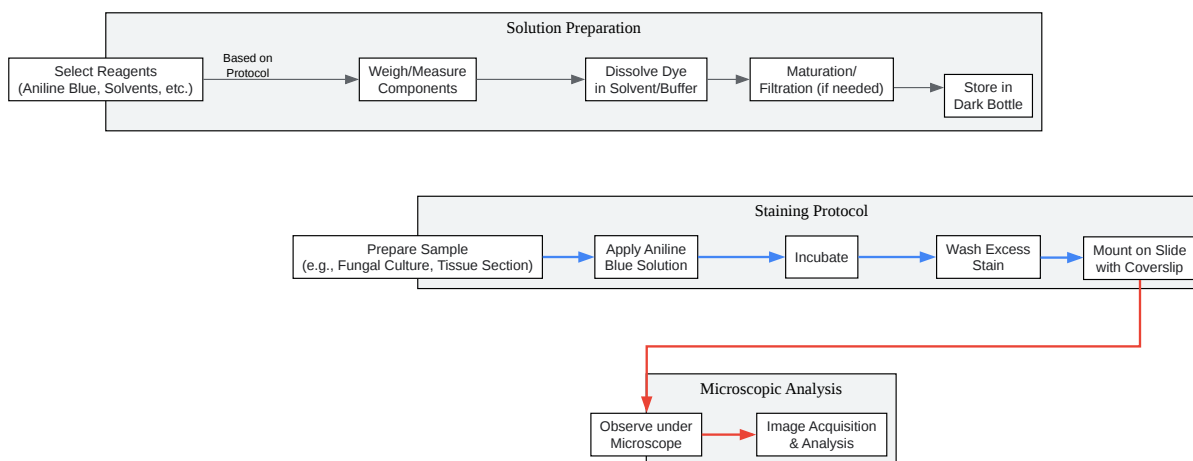 Solution Preparation
Select Reagents
(Aniline Blue, Solvents, etc.)
Based on
Protocol
Weigh/Measure
Components
Dissolve Dye
in Solvent/Buffer
Maturation/
Filtration (if needed)
Store in
Dark Bottle
Staining Protocol
Prepare Sample
(e.g., Fungal Culture, Tissue Section)
Apply Aniline
Blue Solution
Incubate
Wash Excess
Stain
Mount on Slide
with Coverslip
Microscopic Analysis
Observe under
Microscope
Image Acquisition
& Analysis